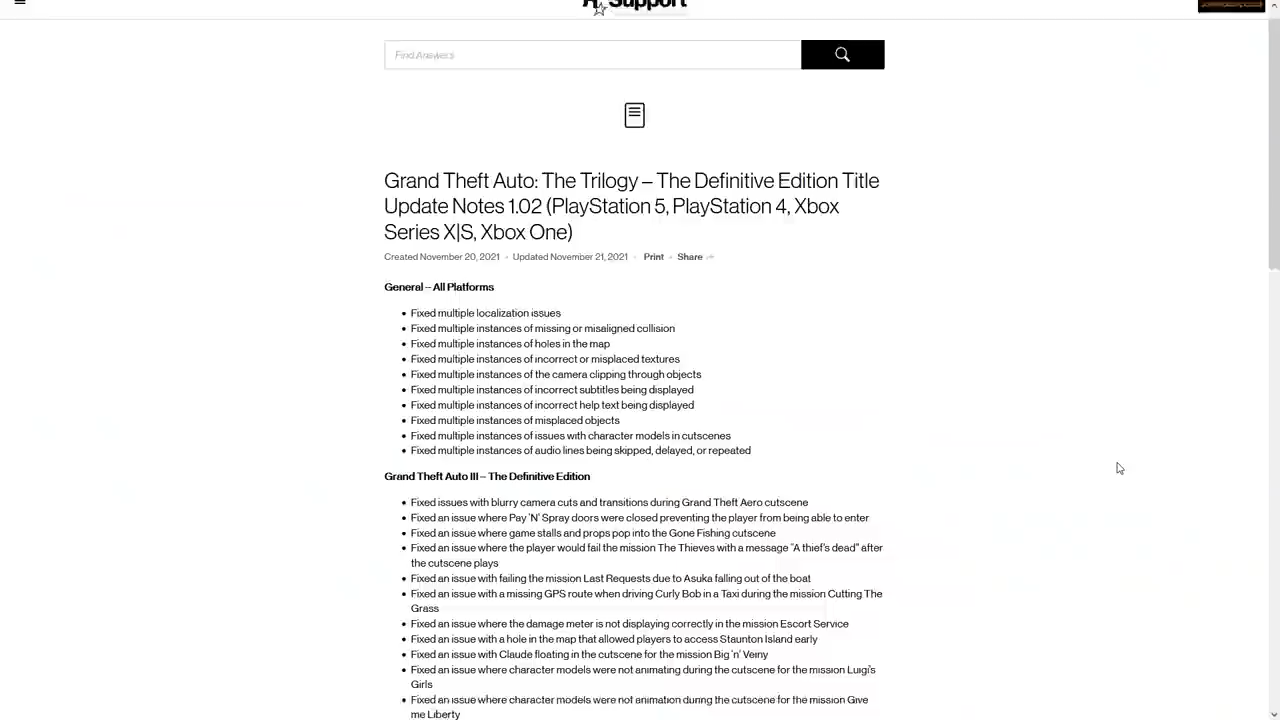 Support
Find Answers
Grand Theft Auto: The Trilogy – The Definitive Edition Title
Update Notes 1.02 (PlayStation 5, PlayStation 4, Xbox
Series X|S, Xbox One)
Created November 20, 2021 • Updated November 21, 2021 • Print • Share
General – All Platforms
• Fixed multiple localization issues
• Fixed multiple instances of missing or misaligned collision
• Fixed multiple instances of holes in the map
• Fixed multiple instances of incorrect or misplaced textures
• Fixed multiple instances of the camera clipping through objects
• Fixed multiple instances of incorrect subtitles being displayed
• Fixed multiple instances of incorrect help text being displayed
• Fixed multiple instances of misplaced objects
• Fixed multiple instances of issues with character models in cutscenes
• Fixed multiple instances of audio lines being skipped, delayed, or repeated
Grand Theft Auto III – The Definitive Edition
• Fixed issues with blurry camera cuts and transitions during Grand Theft Aero cutscene
• Fixed an issue where Pay 'N' Spray doors were closed preventing the player from being able to enter
• Fixed an issue where game stalls and props pop into the Gone Fishing cutscene
• Fixed an issue where the player would fail the mission The Thieves with a message "A thief's dead" after
the cutscene plays
• Fixed an issue with failing the mission Last Requests due to Asuka falling out of the boat
• Fixed an issue with a missing GPS route when driving Curly Bob in a Taxi during the mission Cutting The
Grass
• Fixed an issue where the damage meter is not displaying correctly in the mission Escort Service
• Fixed an issue with a hole in the map that allowed players to access Staunton Island early
• Fixed an issue with Claude floating in the cutscene for the mission Big 'n' Veiny
• Fixed an issue where character models were not animating during the cutscene for the mission Luigi's
Girls
• Fixed an issue where character models were not animation during the cutscene for the mission Give
me Liberty